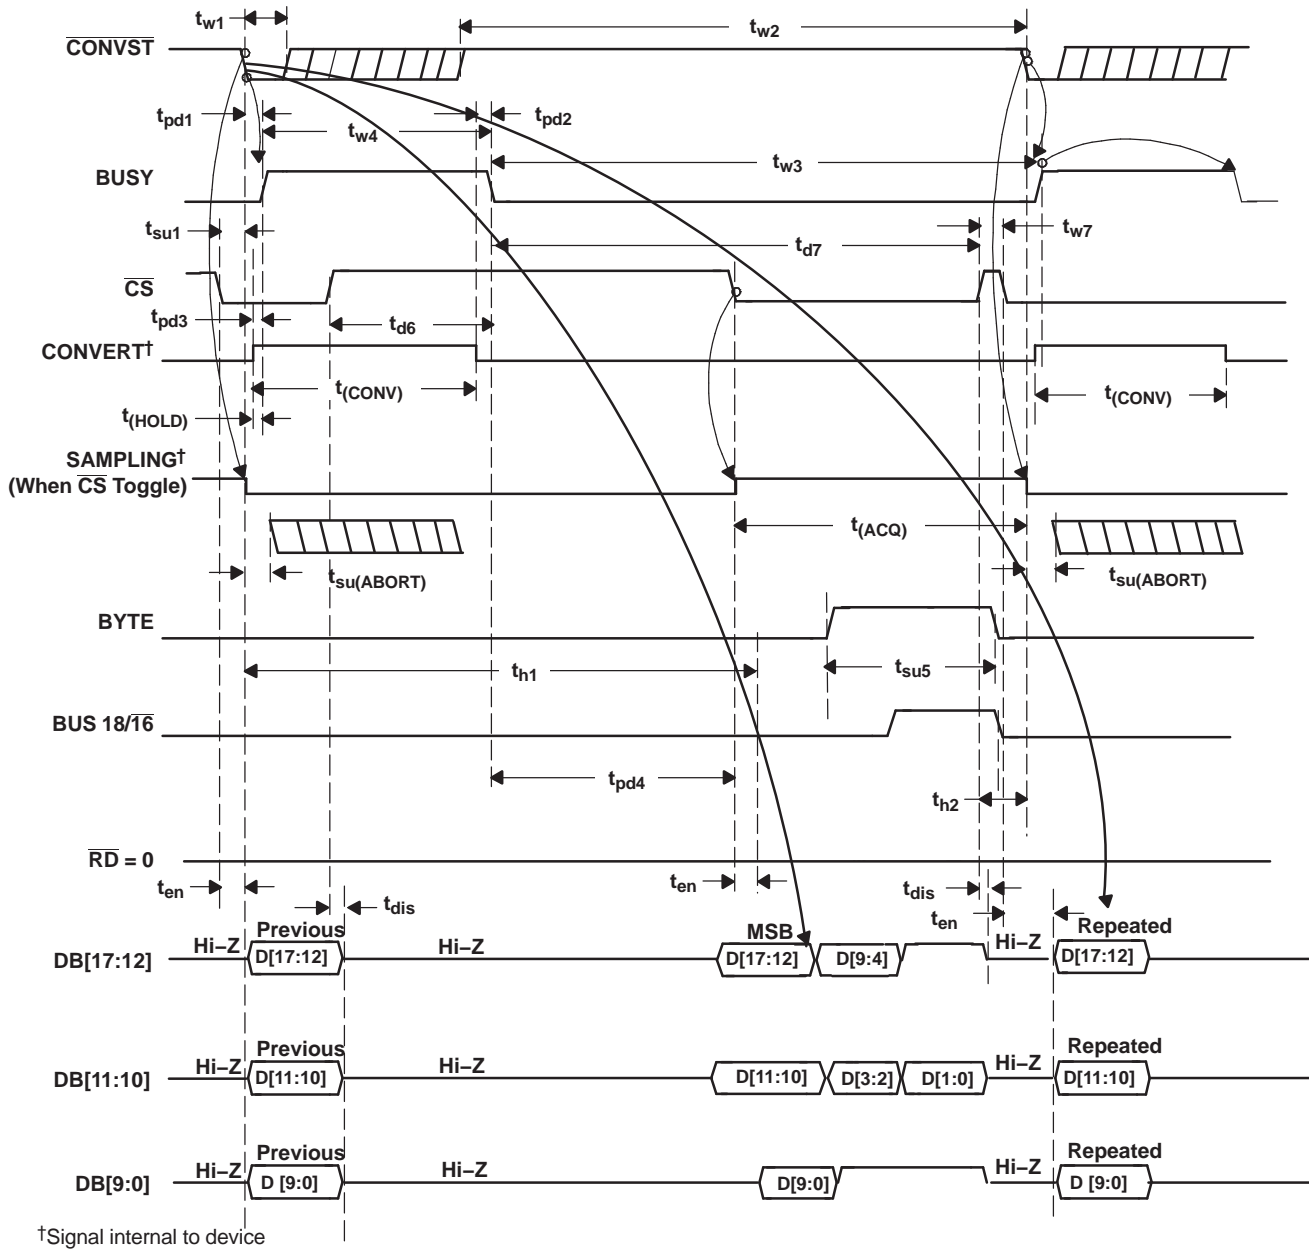 tw1
tw2
CONVST
tpd1
tw4
tpd2
tw3
BUSY
tsu1
tw7
td7
CS
tpd3
td6
CONVERT†
t(CONV)
t(CONV)
t(HOLD)
SAMPLING†
(When CS Toggle)
t(ACQ)
tsu(ABORT)
tsu(ABORT)
BYTE
th1
tsu5
BUS 18/16
tpd4
th2
RD = 0
ten
tdis
ten
tdis
ten
Previous
MSB
Repeated
DB[17:12]
Hi–Z
D[17:12]
Hi–Z
D[17:12]
D[9:4]
Hi–Z
D[17:12]
Previous
Repeated
DB[11:10]
Hi–Z
D[11:10]
Hi–Z
D[11:10]
D[3:2]
D[1:0]
Hi–Z
D[11:10]
Previous
Repeated
DB[9:0]
Hi–Z
D [9:0]
Hi–Z
D[9:0]
Hi–Z
D [9:0]
†Signal internal to device